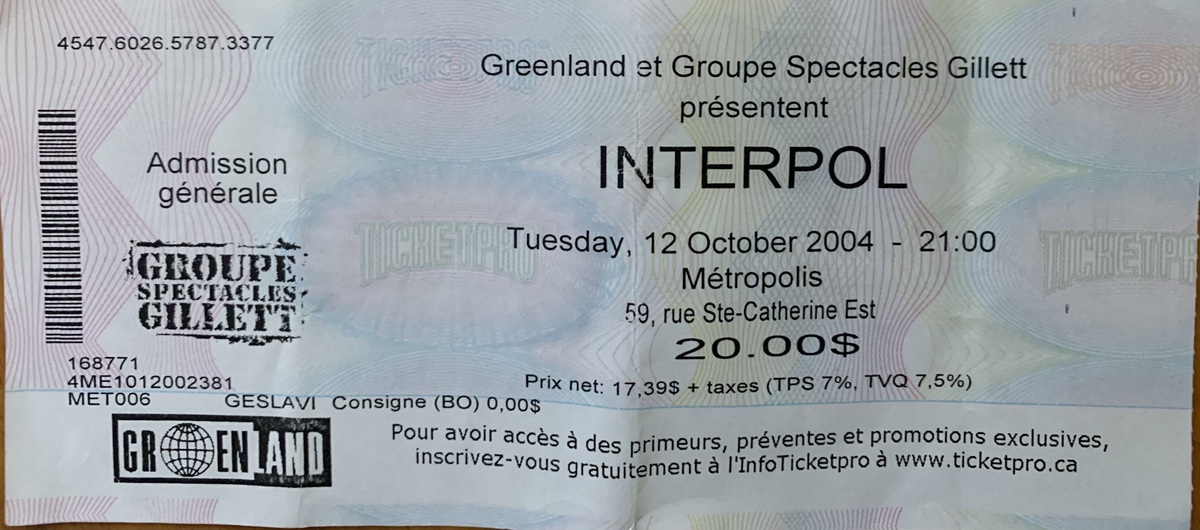 4547.6026.5787.3377
Admission
générale
GROUPE
SPECTACLES
GILLETT
168771
4ME1012002381
MET006
GESLAVI Consigne (BO) 0,00$
Greenland et Groupe Spectacles Gillett
présentent
INTERPOL
Tuesday, 12 October 2004 - 21:00
Métropolis
59, rue Ste-Catherine Est
20.00$
Prix net: 17,39$ + taxes (TPS 7%, TVQ 7,5%)
GREENLAND
Pour avoir accès à des primeurs, préventes et promotions exclusives,
inscrivez-vous gratuitement à l'InfoTicketpro à www.ticketpro.ca
TICKETPRO
TICKETPRO
TICKETPR